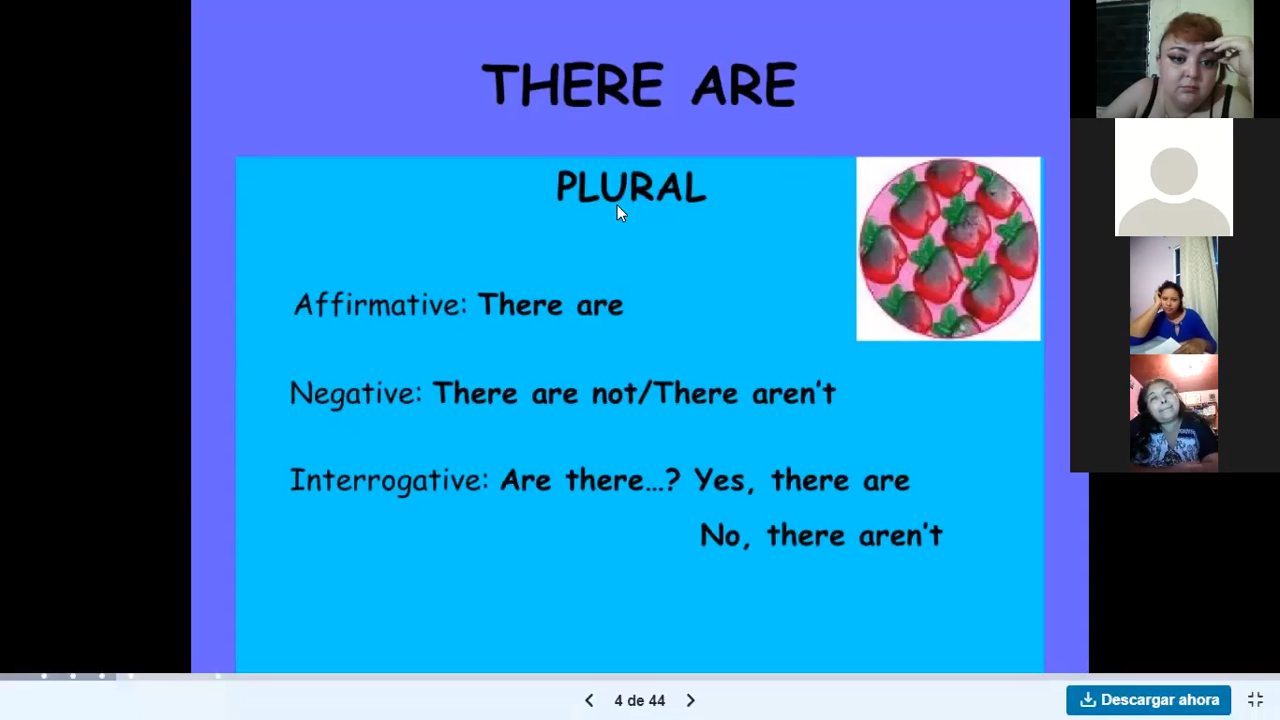 THERE ARE
PLURAL
Affirmative: There are
Negative: There are not/There aren't
Interrogative: Are there...? Yes, there are
No, there aren't
4 de 44
Descargar ahora